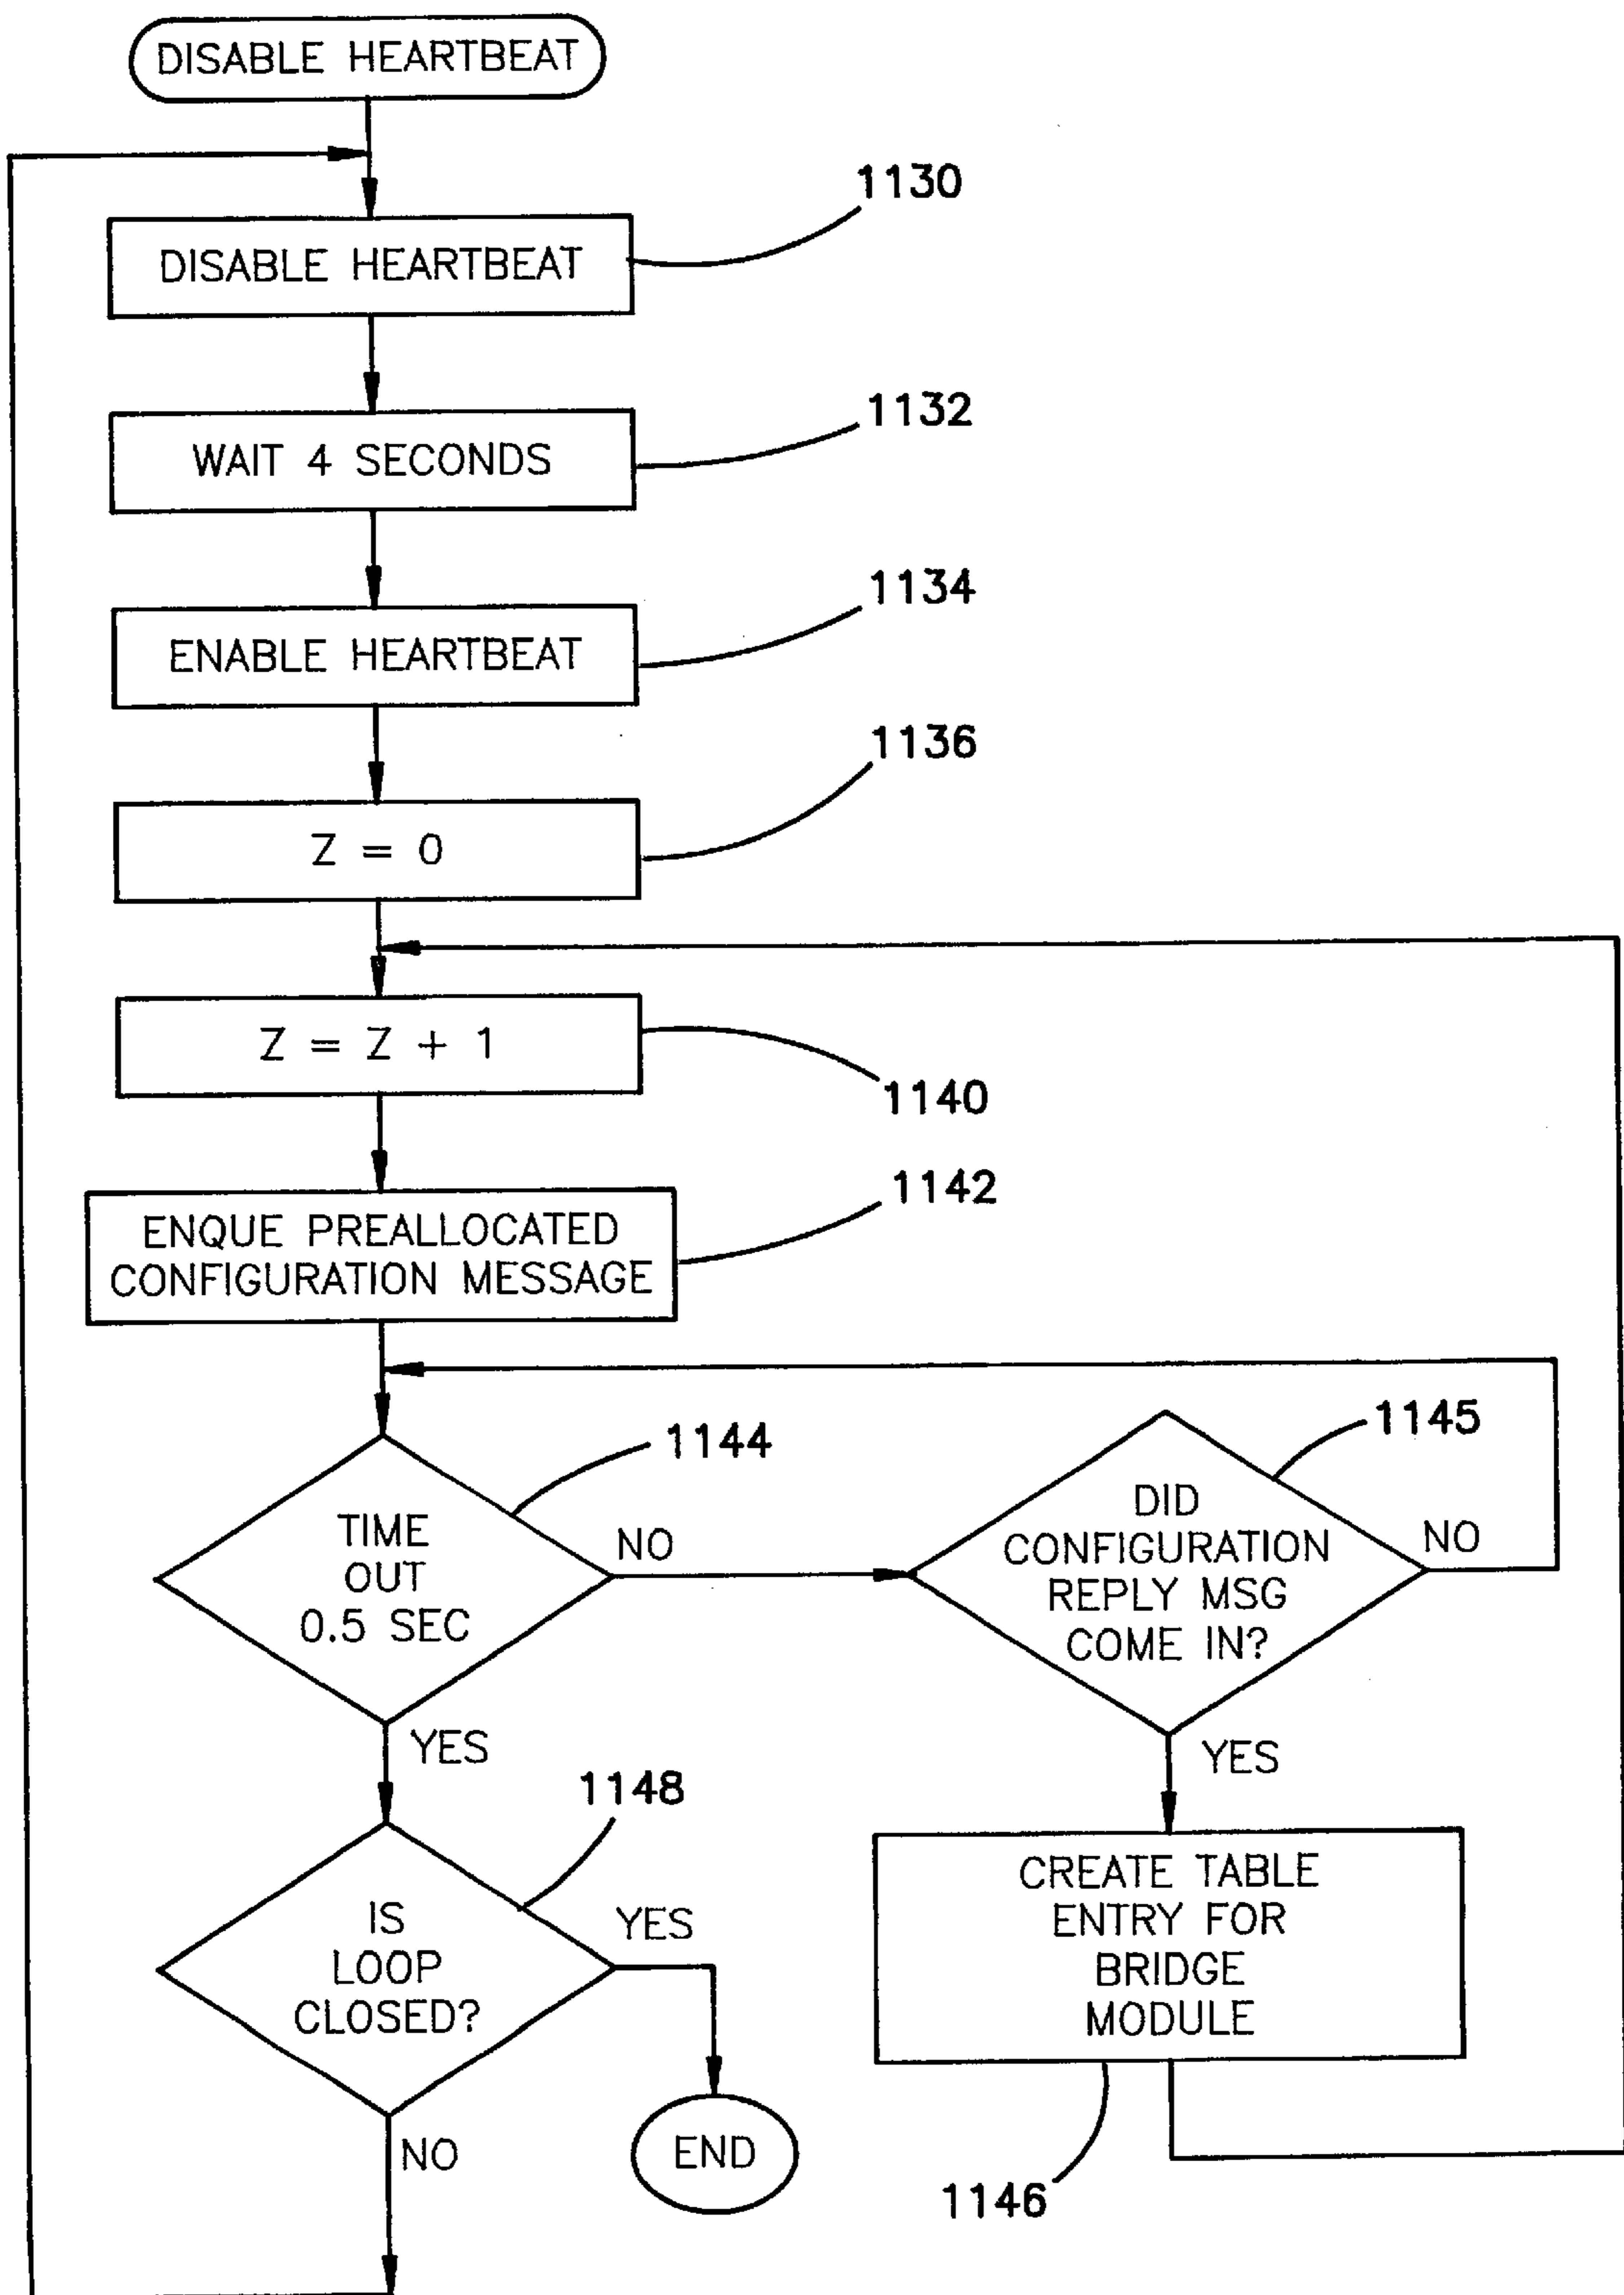 DISABLE HEARTBEAT
1130
DISABLE HEARTBEAT
1132
WAIT 4 SECONDS
1134
ENABLE HEARTBEAT
1136
Z = 0
Z = Z + 1
1140
1142
ENQUE PREALLOCATED
CONFIGURATION MESSAGE
1144
TIME
OUT
0.5 SEC
NO
YES
1145
DID
CONFIGURATION
REPLY MSG
COME IN?
NO
YES
1148
IS
LOOP
CLOSED?
YES
NO
END
CREATE TABLE
ENTRY FOR
BRIDGE
MODULE
1146